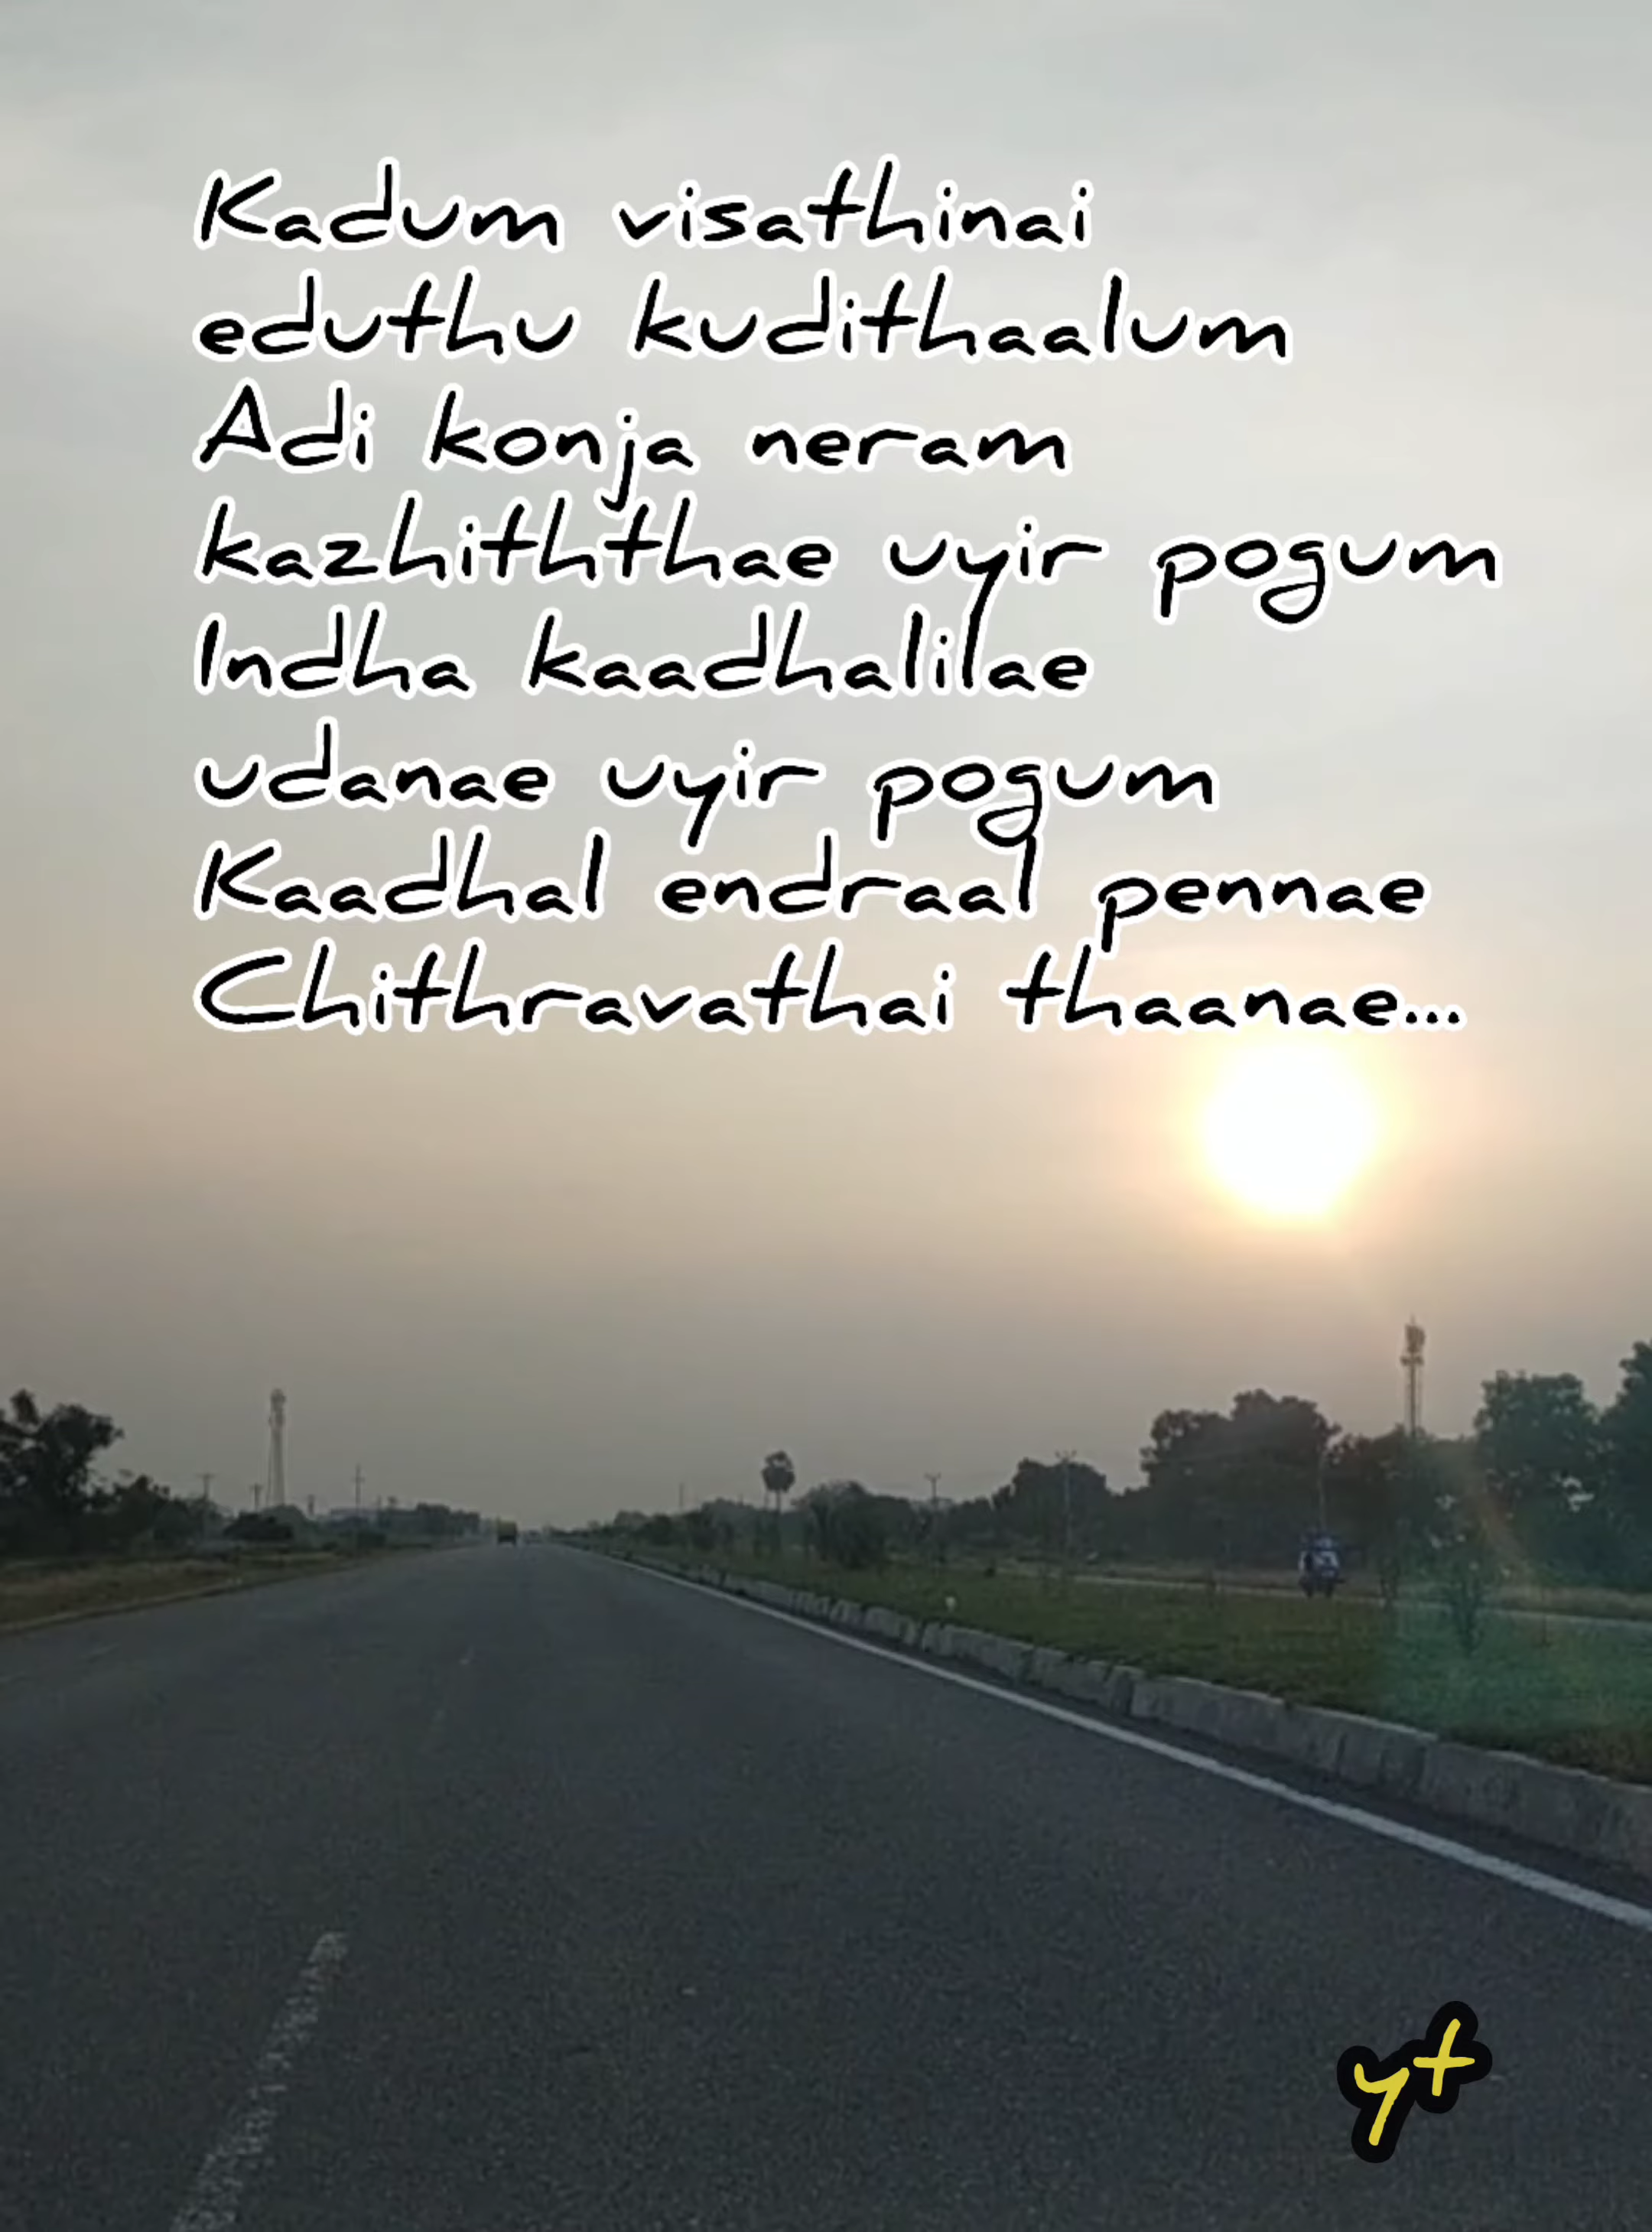 Kadum visathinai
eduthu kudithaalum
Adi konja neram
kazhiththae uyir pogum
Indha kaadhalilae
udanae uyir pogum
Kaadhal endraal pennae
Chithravathai thaanae...
y+